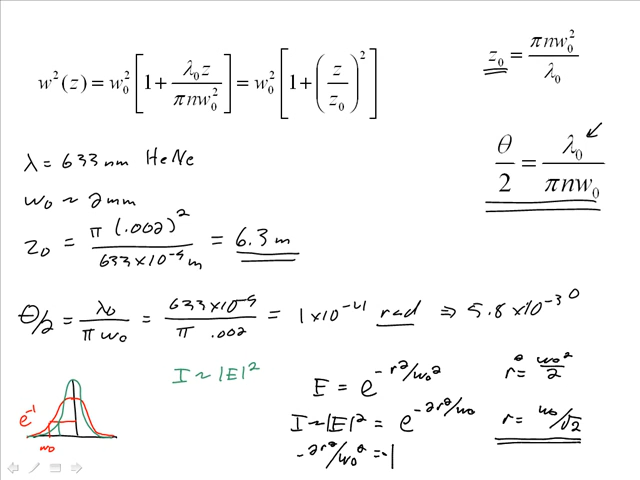 w²(z) = w₀² [1 + λ₀z / πnw₀²] = w₀² [1 + (z / z₀)²]
z₀ = πnw₀² / λ₀
θ/2 = λ₀ / πnw₀
λ = 633 nm HeNe
w₀ ~ 2mm
z₀ = π (.002)² / 633×10⁻⁹ m = 6.3 m
θ/2 = λ₀ / π w₀ = 633×10⁻⁹ / π .002 = 1×10⁻⁴ rad ⇒ 5.8×10⁻³ °
I ~ |E|²
E = e^(-r²/w₀²)
r² = w₀²/2
I ~ |E|² = e^(-2r²/w₀)
r = w₀/√2
-2r²/w₀² = -1
e⁻¹
w₀